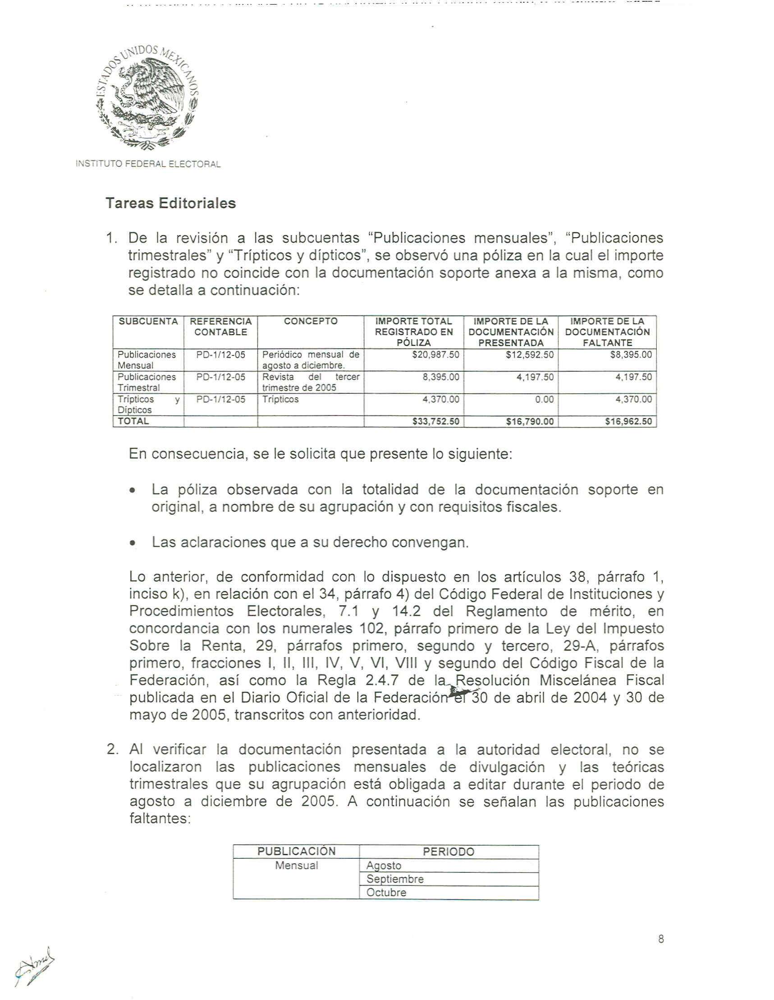 ESTADOS UNIDOS MEXICANOS
INSTITUTO FEDERAL ELECTORAL
Tareas Editoriales
1. De la revisión a las subcuentas “Publicaciones mensuales”, “Publicaciones
trimestrales” y “Trípticos y dípticos”, se observó una póliza en la cual el importe
registrado no coincide con la documentación soporte anexa a la misma, como
se detalla a continuación:
SUBCUENTA REFERENCIA CONTABLE CONCEPTO IMPORTE TOTAL REGISTRADO EN PÓLIZA IMPORTE DE LA DOCUMENTACIÓN PRESENTADA IMPORTE DE LA DOCUMENTACIÓN FALTANTE
Publicaciones Mensual PD-1/12-05 Periódico mensual de agosto a diciembre. $20,987.50 $12,592.50 $8,395.00
Publicaciones Trimestral PD-1/12-05 Revista del tercer trimestre de 2005 8,395.00 4,197.50 4,197.50
Trípticos y Dípticos PD-1/12-05 Trípticos 4,370.00 0.00 4,370.00
TOTAL $33,752.50 $16,790.00 $16,962.50
En consecuencia, se le solicita que presente lo siguiente:
• La póliza observada con la totalidad de la documentación soporte en
original, a nombre de su agrupación y con requisitos fiscales.
• Las aclaraciones que a su derecho convengan.
Lo anterior, de conformidad con lo dispuesto en los artículos 38, párrafo 1,
inciso k), en relación con el 34, párrafo 4) del Código Federal de Instituciones y
Procedimientos Electorales, 7.1 y 14.2 del Reglamento de mérito, en
concordancia con los numerales 102, párrafo primero de la Ley del Impuesto
Sobre la Renta, 29, párrafos primero, segundo y tercero, 29-A, párrafos
primero, fracciones I, II, III, IV, V, VI, VIII y segundo del Código Fiscal de la
Federación, así como la Regla 2.4.7 de la Resolución Miscelánea Fiscal
publicada en el Diario Oficial de la Federación el 30 de abril de 2004 y 30 de
mayo de 2005, transcritos con anterioridad.
2. Al verificar la documentación presentada a la autoridad electoral, no se
localizaron las publicaciones mensuales de divulgación y las teóricas
trimestrales que su agrupación está obligada a editar durante el periodo de
agosto a diciembre de 2005. A continuación se señalan las publicaciones
faltantes:
PUBLICACIÓN PERIODO
Mensual Agosto
Septiembre
Octubre
8